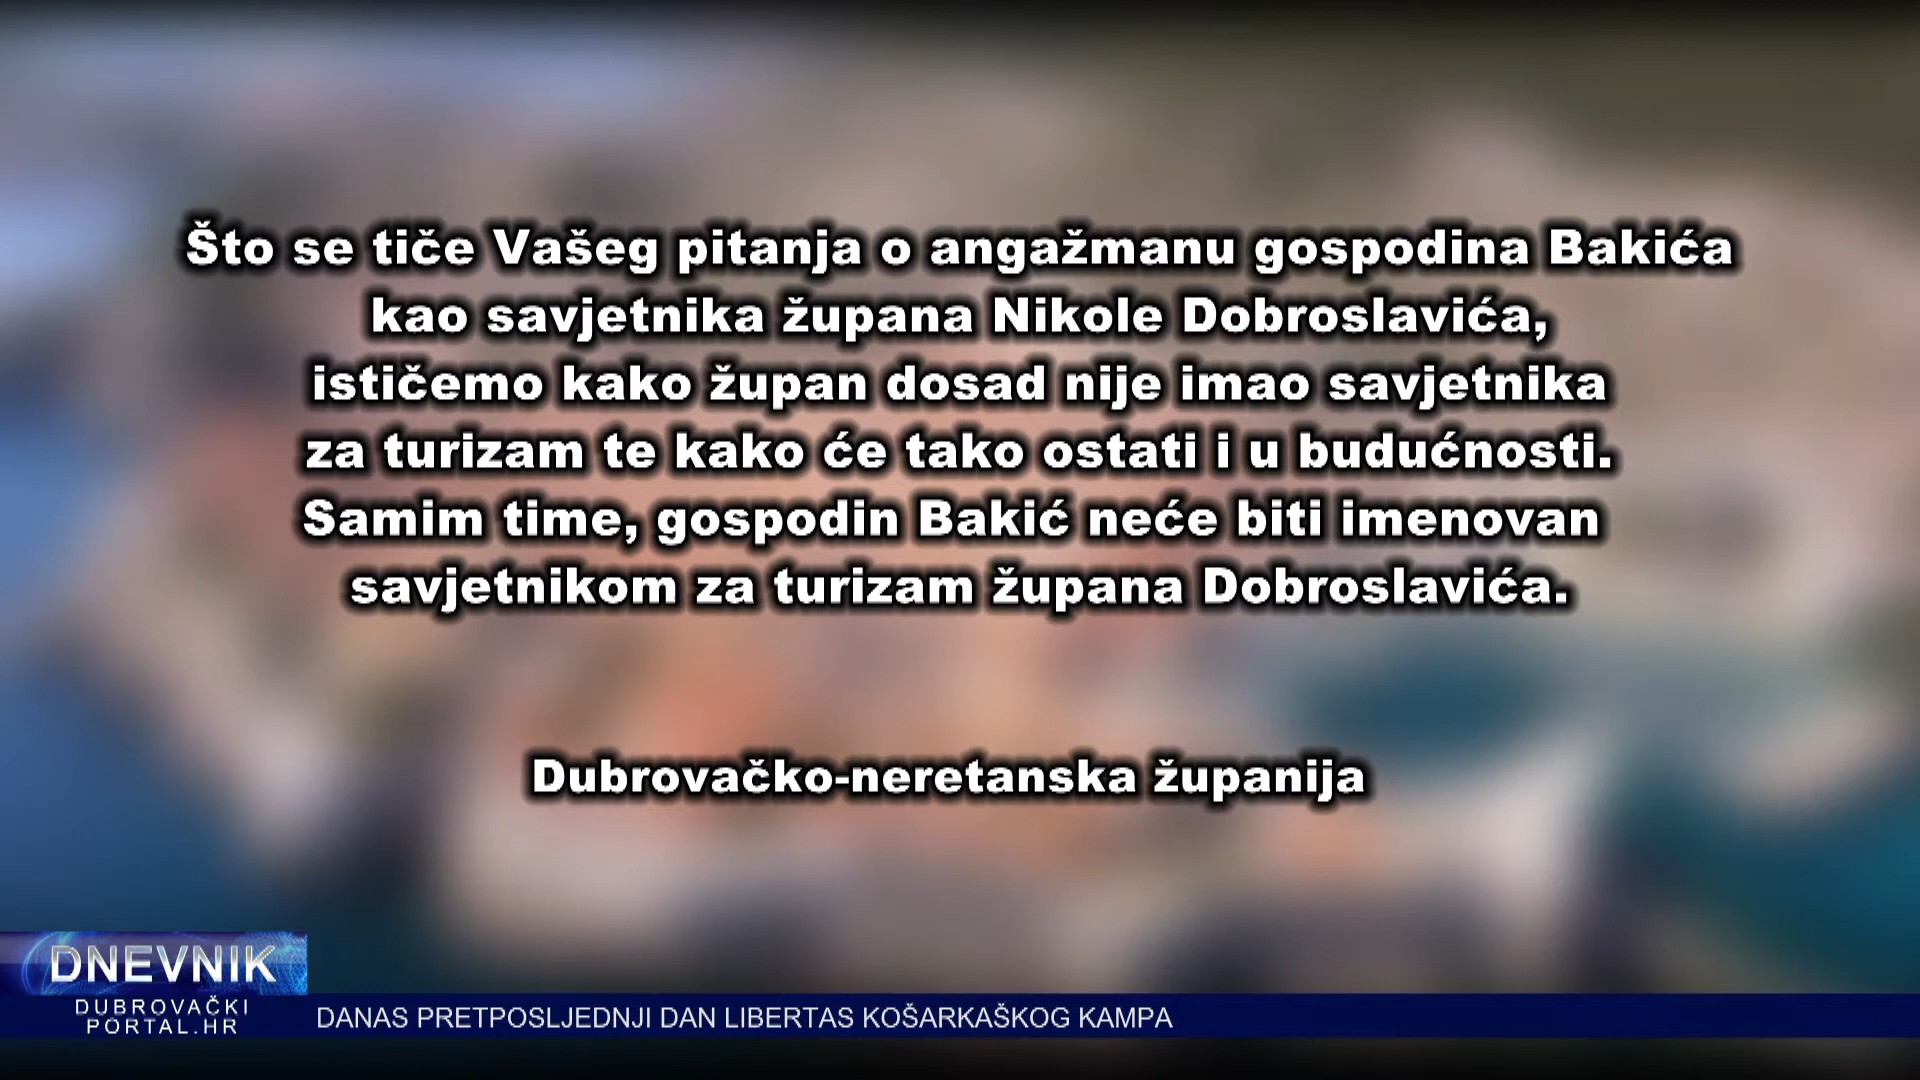 Što se tiče Vašeg pitanja o angažmanu gospodina Bakića
kao savjetnika župana Nikole Dobroslavića,
ističemo kako župan dosad nije imao savjetnika
za turizam te kako će tako ostati i u budućnosti.
Samim time, gospodin Bakić neće biti imenovan
savjetnikom za turizam župana Dobroslavića.
Dubrovačko-neretanska županija
DNEVNIK
DUBROVAČKI
PORTAL.HR
DANAS PRETPOSLJEDNJI DAN LIBERTAS KOŠARKAŠKOG KAMPA